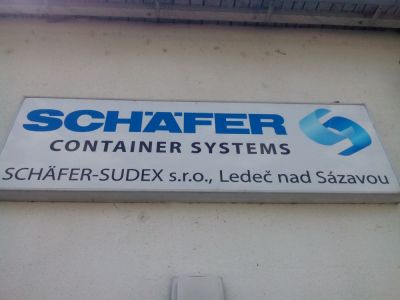 SCHÄFER
CONTAINER SYSTEMS
SCHÄFER-SUDEX s.r.o., Ledeč nad Sázavou